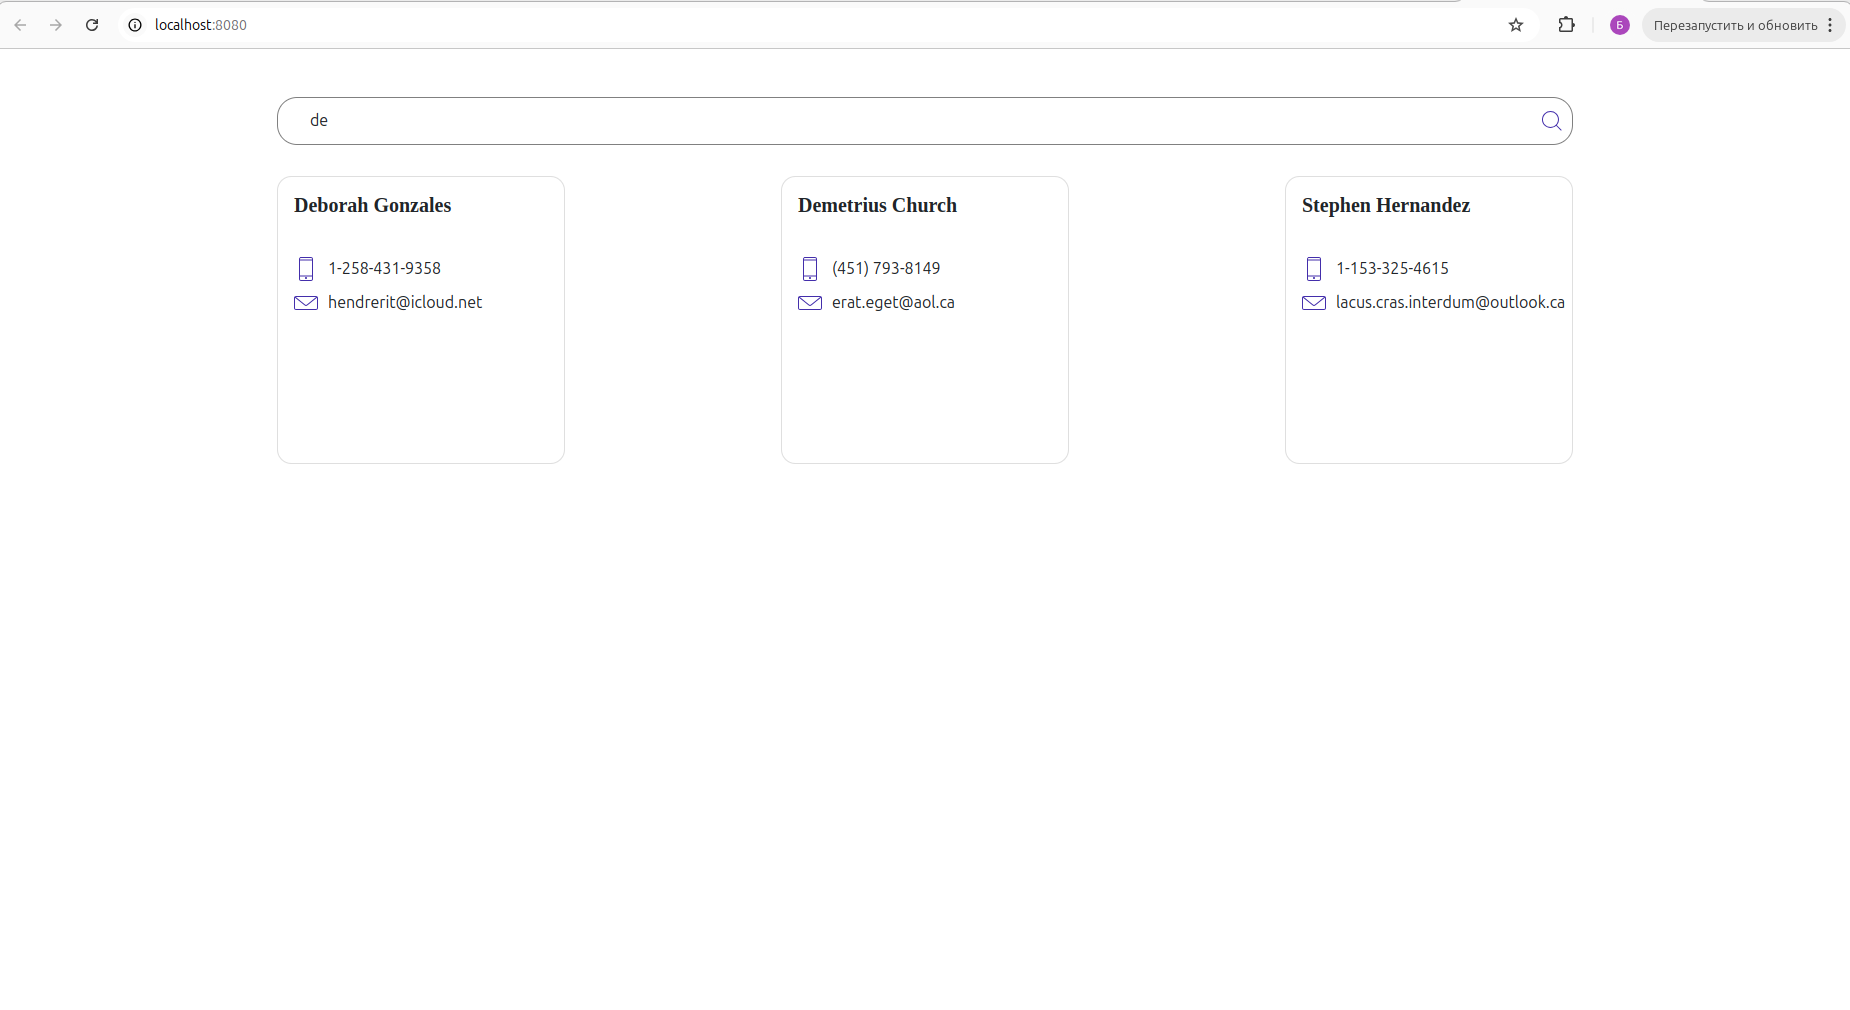 localhost:8080
Б
Перезапустить и обновить
de
Deborah Gonzales
1-258-431-9358
hendrerit@icloud.net
Demetrius Church
(451) 793-8149
erat.eget@aol.ca
Stephen Hernandez
1-153-325-4615
lacus.cras.interdum@outlook.ca